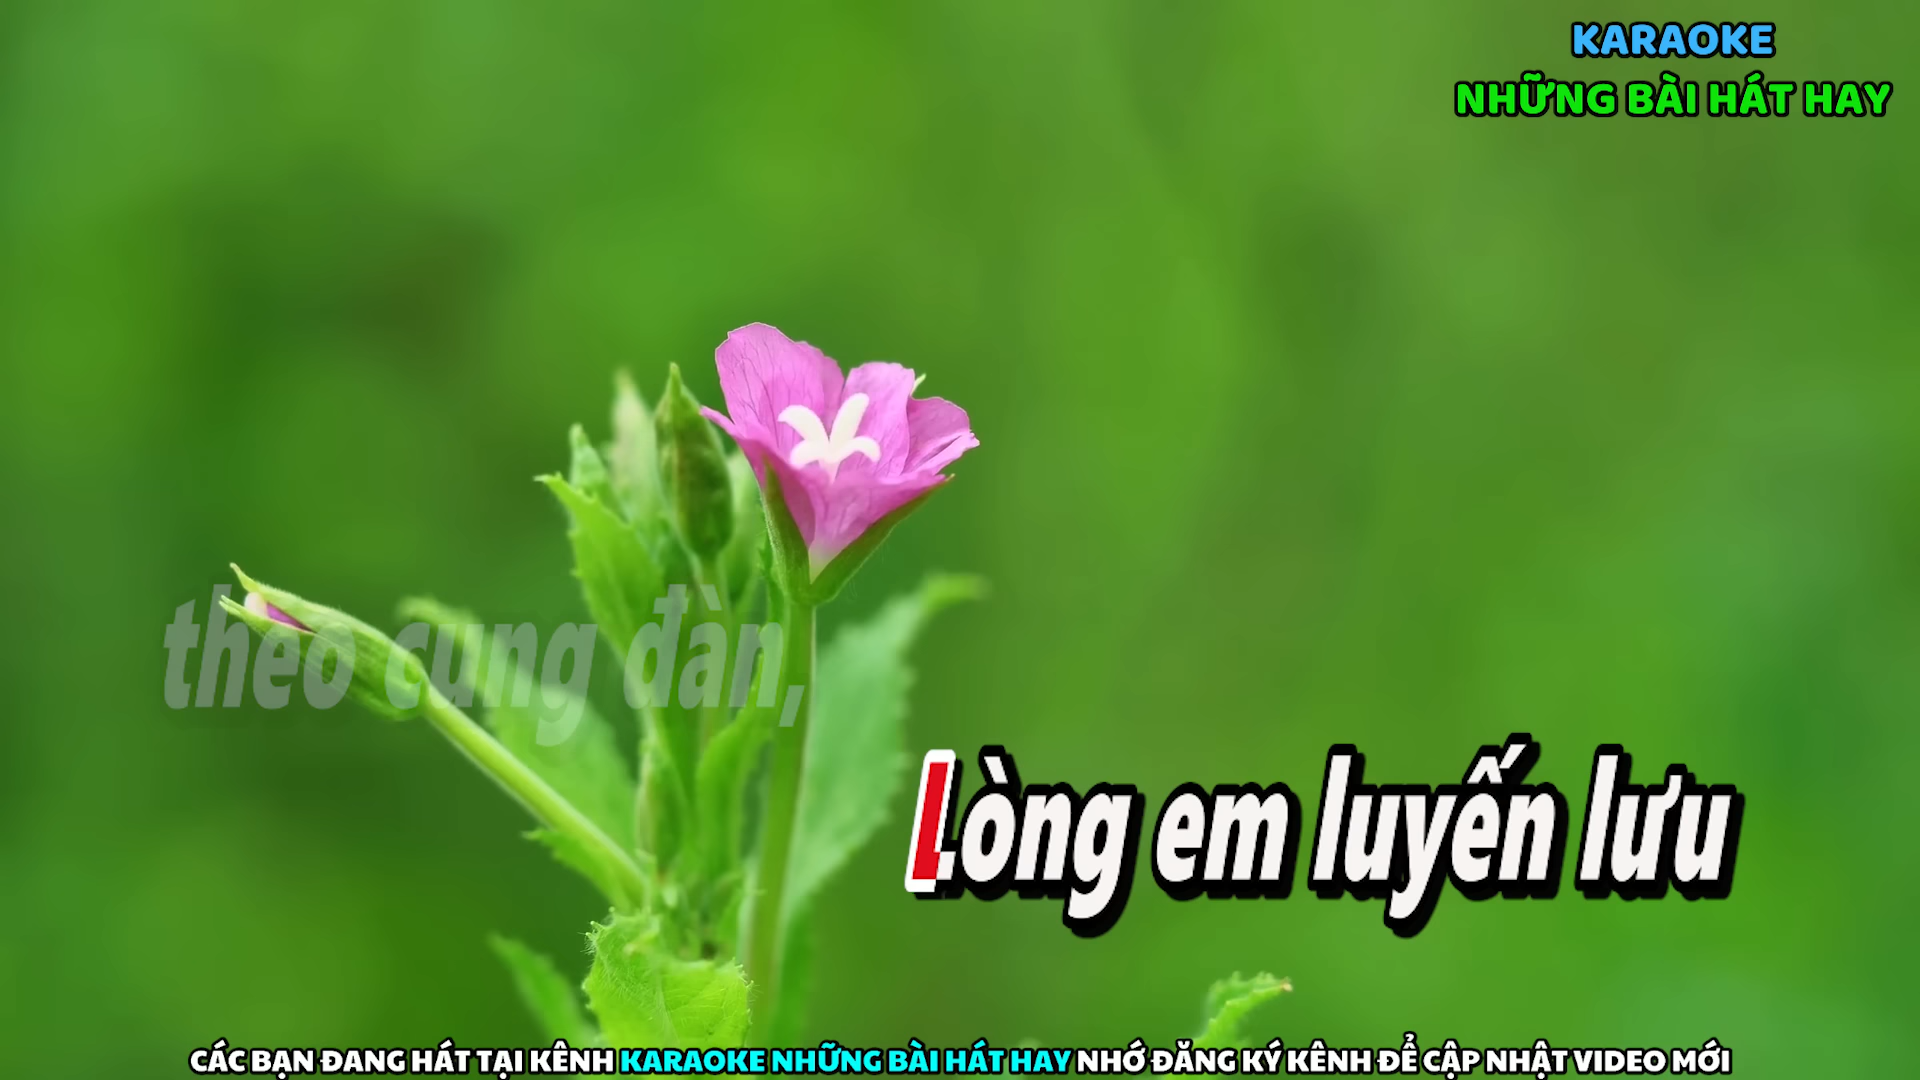 KARAOKE
NHỮNG BÀI HÁT HAY
theo cung đàn,
Lòng em luyến lưu
CÁC BẠN ĐANG HÁT TẠI KÊNH KARAOKE NHỮNG BÀI HÁT HAY NHỚ ĐĂNG KÝ KÊNH ĐỂ CẬP NHẬT VIDEO MỚI